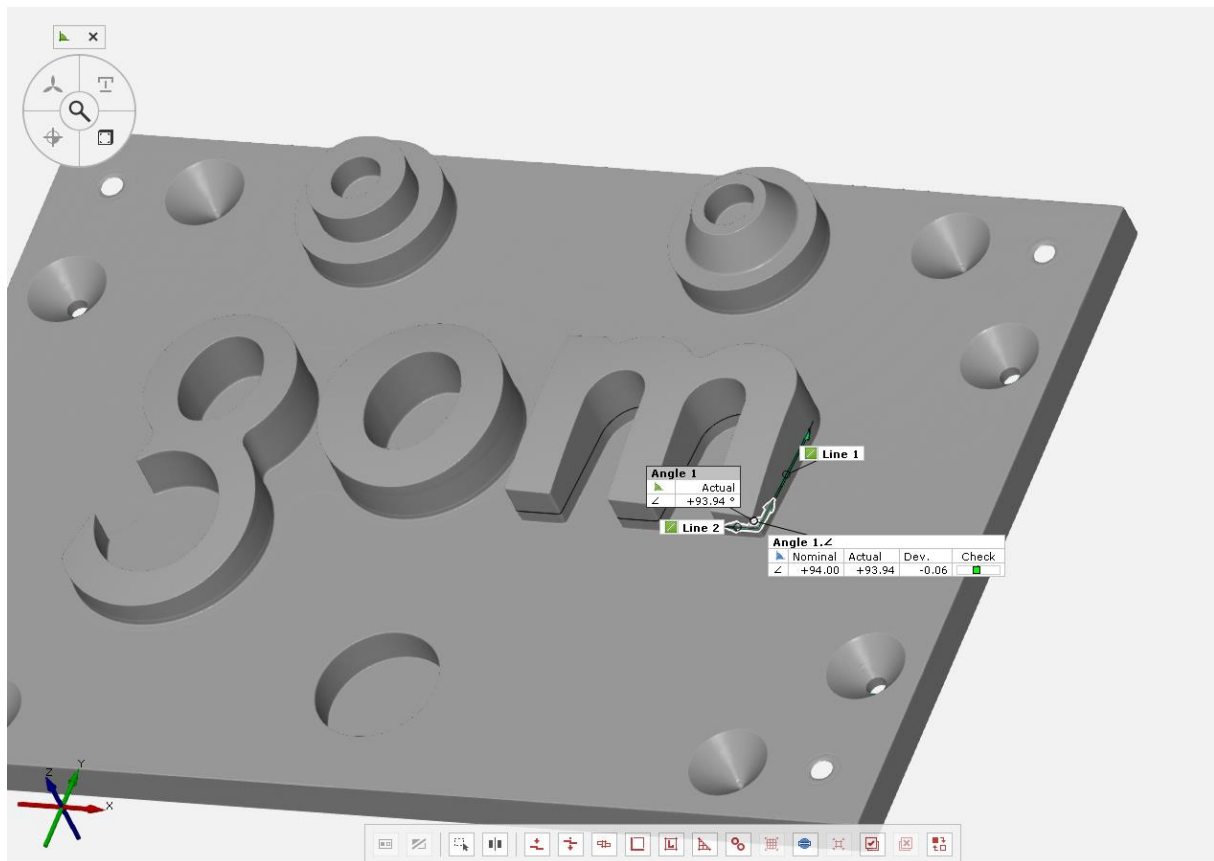 gom
Line 1
Angle 1
Actual
∠ +93.94 °
Line 2
Angle 1.∠
Nominal Actual Dev. Check
∠ +94.00 +93.94 -0.06
Z Y
X